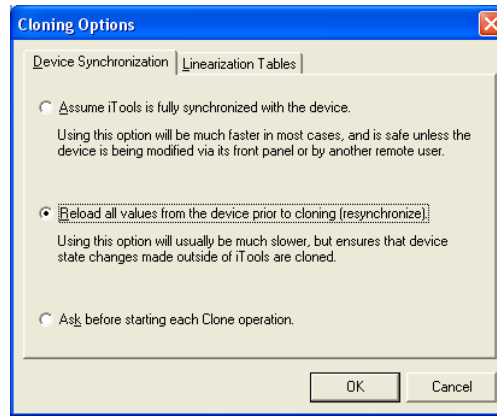 Cloning Options
Device Synchronization
Linearization Tables
Assume iTools is fully synchronized with the device.
Using this option will be much faster in most cases, and is safe unless the
device is being modified via its front panel or by another remote user.
Reload all values from the device prior to cloning (resynchronize).
Using this option will usually be much slower, but ensures that device
state changes made outside of iTools are cloned.
Ask before starting each Clone operation.
OK
Cancel